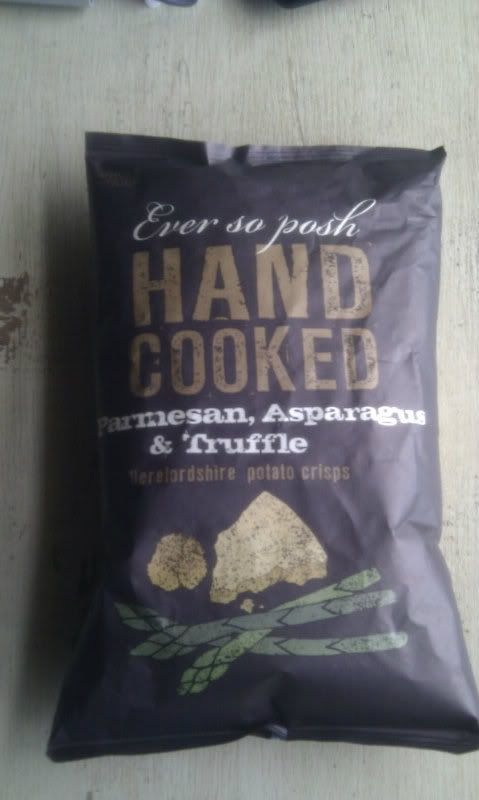 Ever so posh
HAND
COOKED
Parmesan, Asparagus
& Truffle
Herefordshire potato crisps